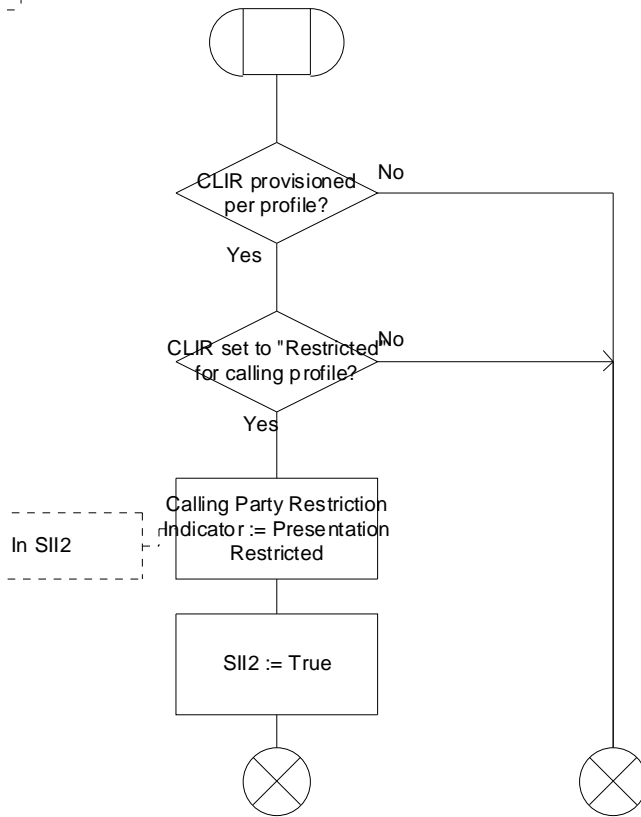 CLIR provisioned
per profile?
No
Yes
CLIR set to "Restricted"
for calling profile?
No
Yes
Calling Party Restriction
Indicator := Presentation
Restricted
In SII2
SII2 := True